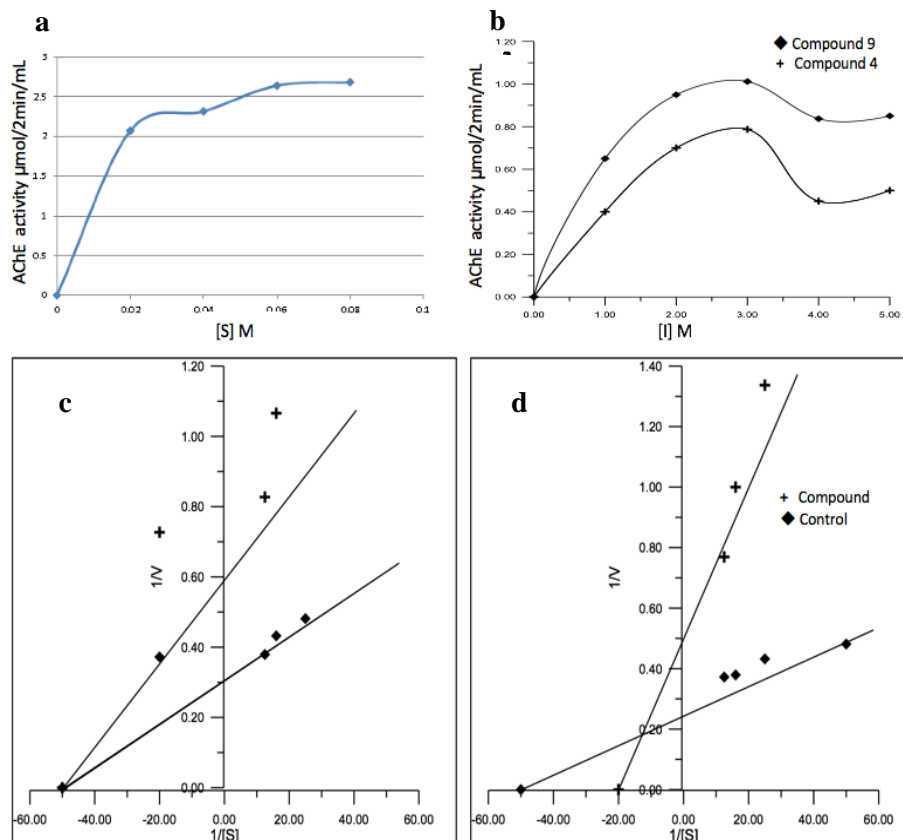 a
AChE activity µmol/2min/mL
3
2.5
2
1.5
1
0.5
0
0 0.02 0.04 0.06 0.08 0.1
[S] M
b
AChE activity µmol/2min/mL
1.20
1.00
0.80
0.60
0.40
0.20
0.00
0.00 1.00 2.00 3.00 4.00 5.00
[I] M
Compound 9
Compound 4
c
1/V
1.20
1.00
0.80
0.60
0.40
0.20
0.00
-60.00 -40.00 -20.00 0.00 20.00 40.00 60.00
1/[S]
d
1/V
1.40
1.20
1.00
0.80
0.60
0.40
0.20
0.00
-60.00 -40.00 -20.00 0.00 20.00 40.00 60.00
1/[S]
Compound
Control